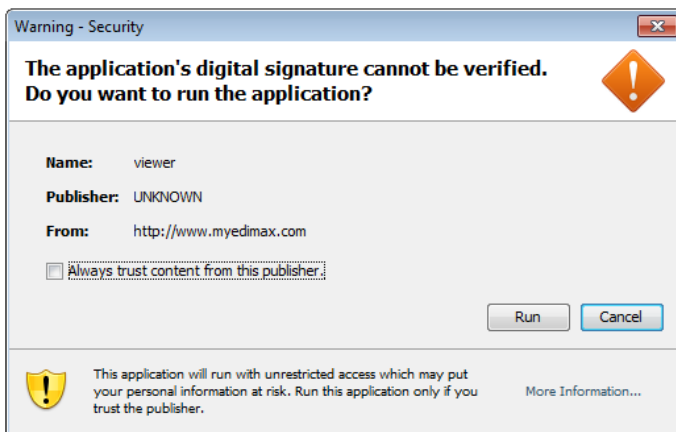 Warning - Security
The application's digital signature cannot be verified.
Do you want to run the application?
Name: viewer
Publisher: UNKNOWN
From: http://www.myedimax.com
Always trust content from this publisher.
Run Cancel
This application will run with unrestricted access which may put
your personal information at risk. Run this application only if you
trust the publisher.
More Information...